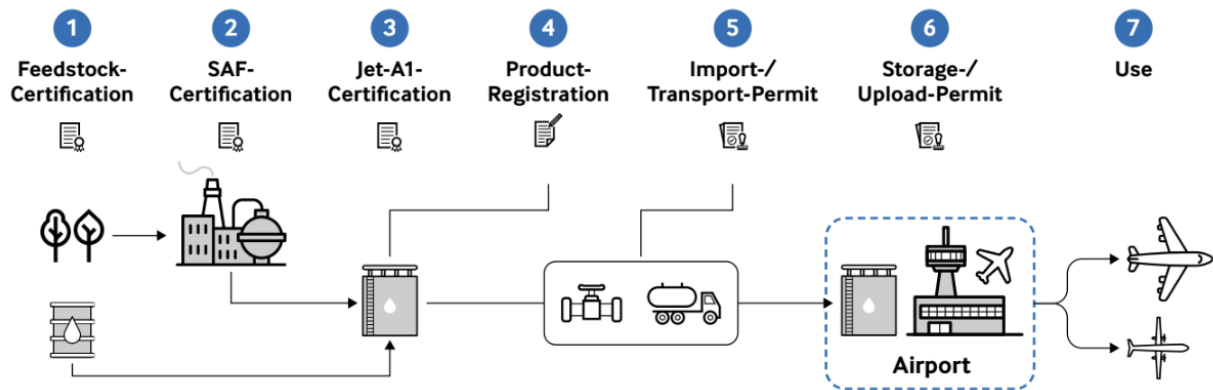 1
2
3
4
5
6
7
Feedstock-
Certification
SAF-
Certification
Jet-A1-
Certification
Product-
Registration
Import-/
Transport-Permit
Storage-/
Upload-Permit
Use
Airport